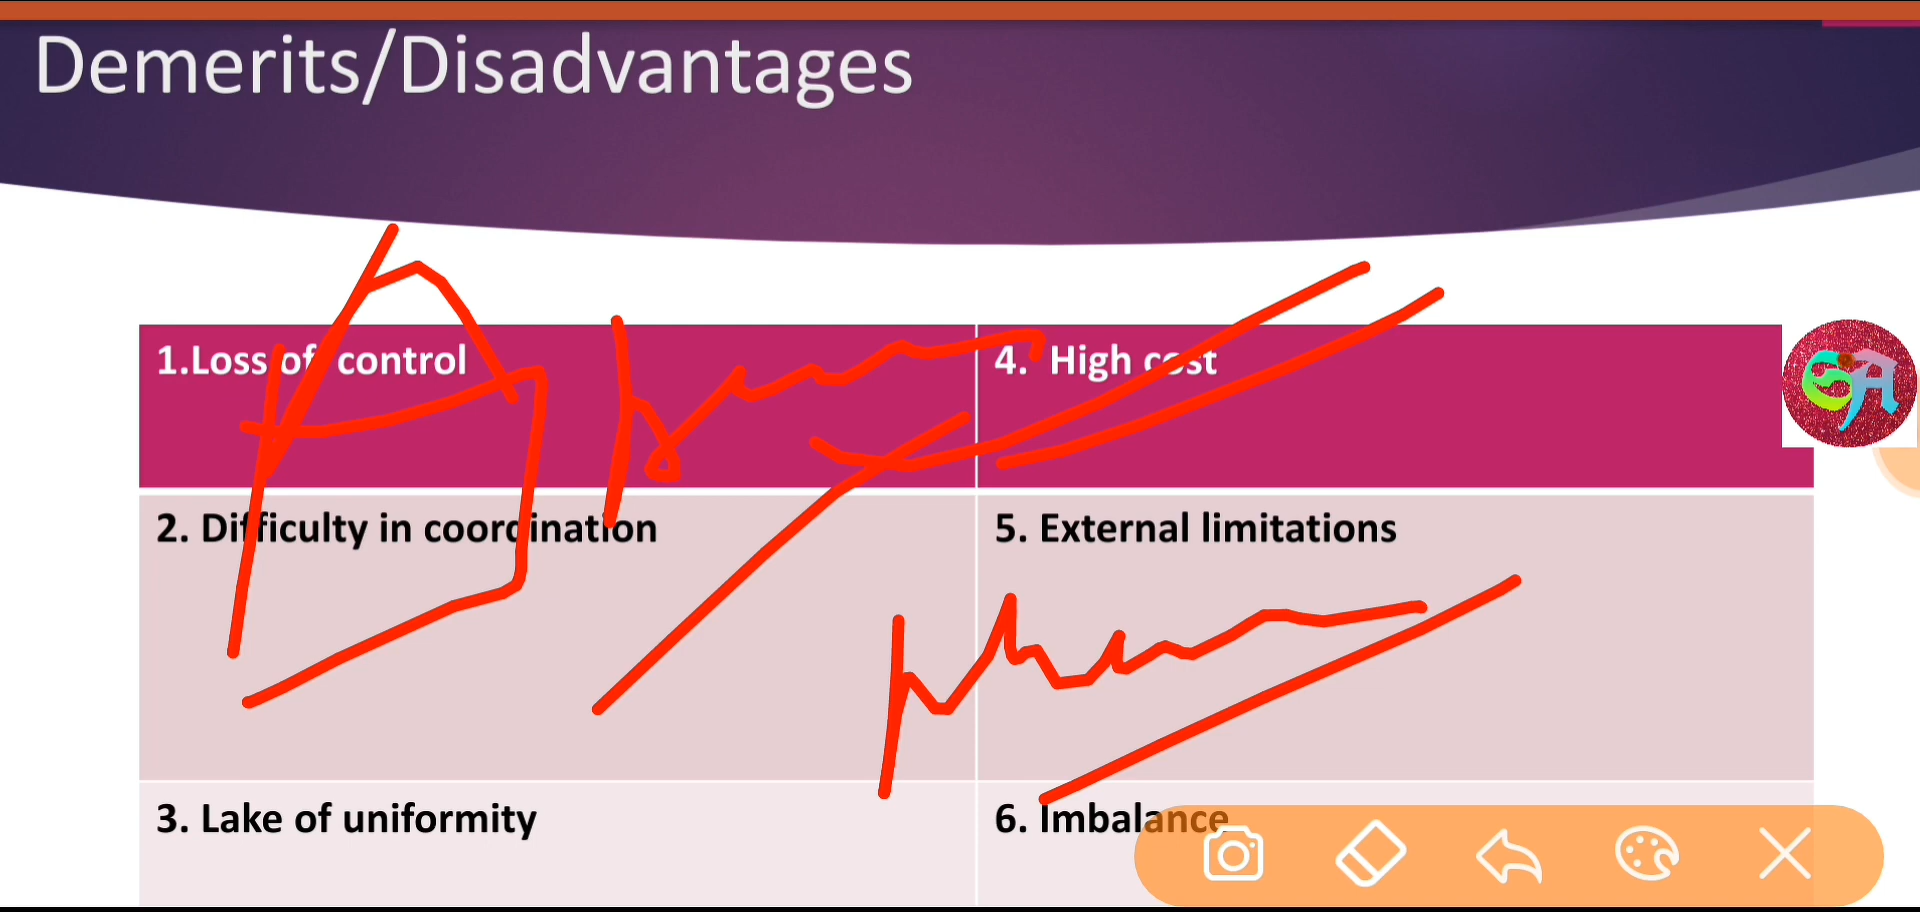 Demerits/Disadvantages
1.Loss of control
4. High cost
2. Difficulty in coordination
5. External limitations
3. Lake of uniformity
6. Imbalance